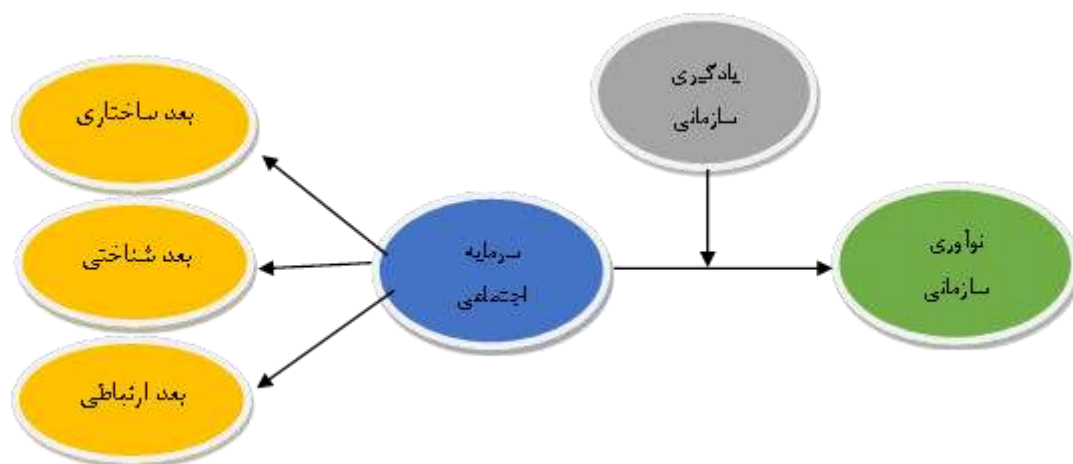 یادگیری
سازمانی
بعد ساختاری
سرمایه
اجتماعی
نوآوری
سازمانی
بعد شناختی
بعد ارتباطی